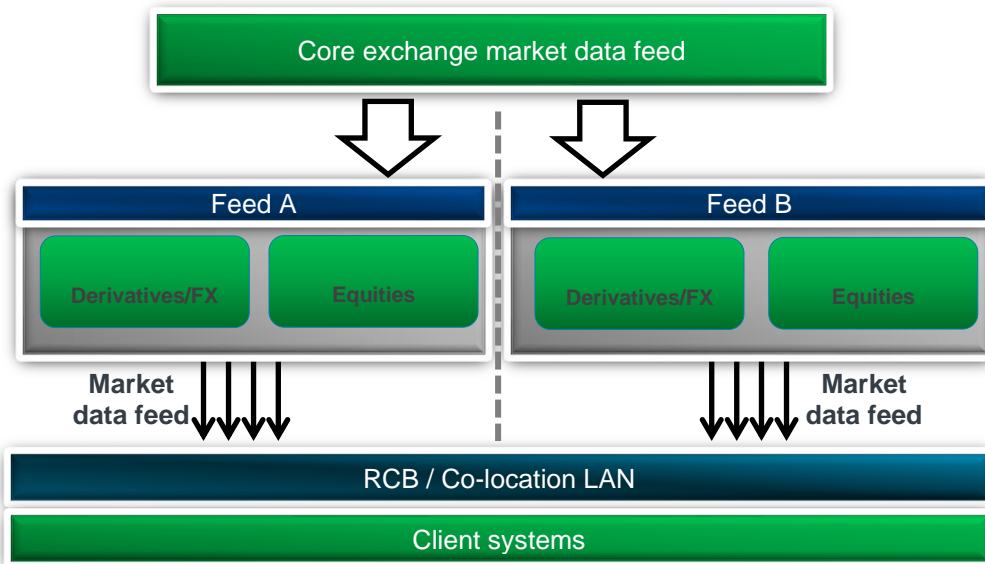 Core exchange market data feed
Feed A
Feed B
Derivatives/FX
Equities
Derivatives/FX
Equities
Market
data feed
Market
data feed
RCB / Co-location LAN
Client systems